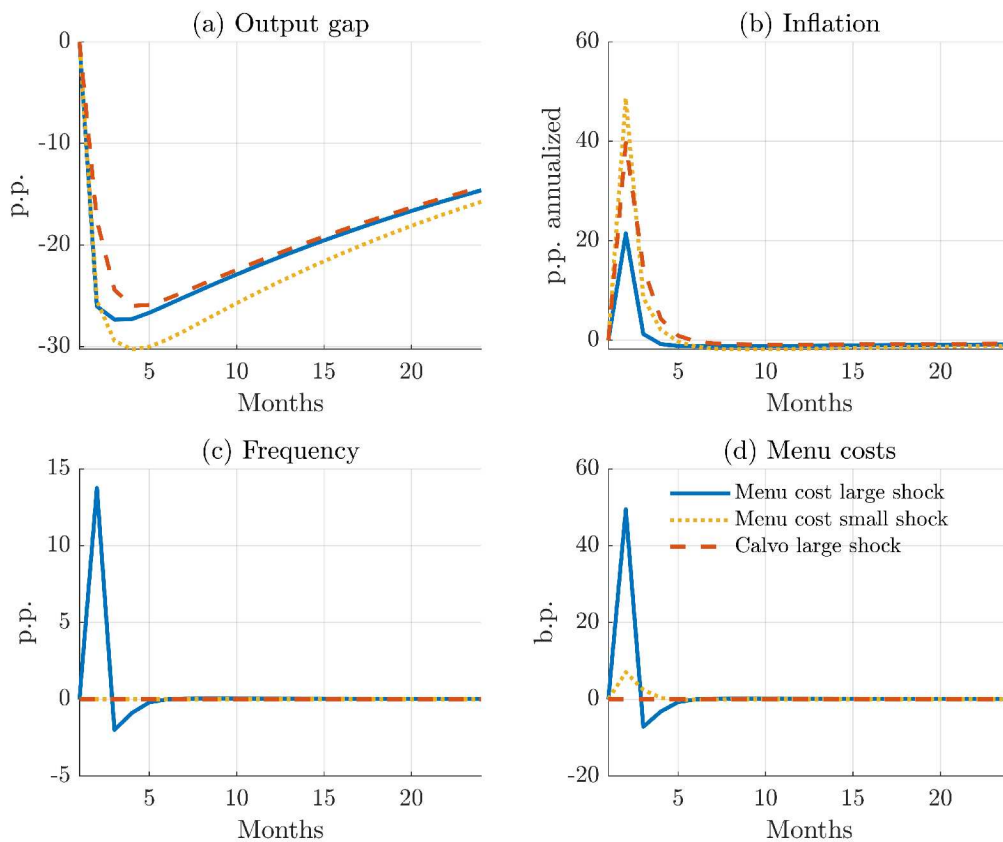 (a) Output gap
0
-10
-20
-30
p.p.
5
10
15
20
Months
(b) Inflation
60
40
20
0
p.p. annualized
5
10
15
20
Months
(c) Frequency
15
10
5
0
-5
p.p.
5
10
15
20
Months
(d) Menu costs
60
40
20
0
-20
b.p.
Menu cost large shock
Menu cost small shock
Calvo large shock
5
10
15
20
Months